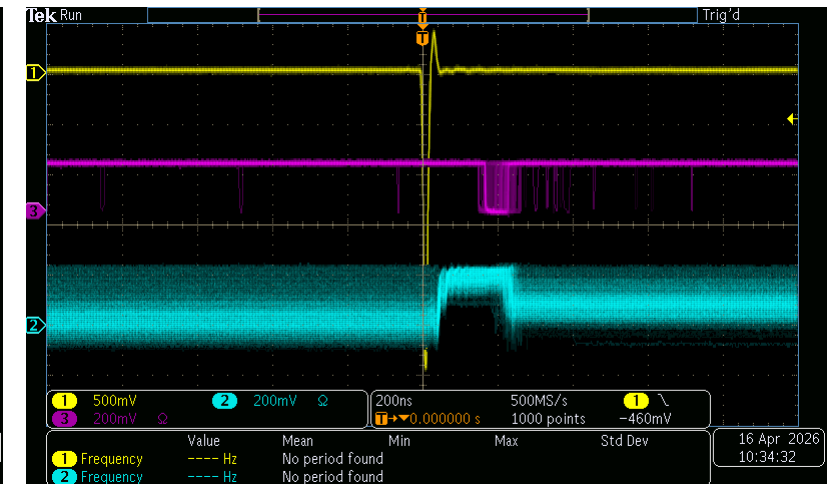 Tek Run Trig'd
T
T
1
3
2
1 500mV 2 200mV Ω 200ns 500MS/s 1 \
3 200mV Ω T→▼0.000000 s 1000 points −460mV
Value Mean Min Max Std Dev
1 Frequency ---- Hz No period found
2 Frequency ---- Hz No period found
16 Apr 2026
10:34:32